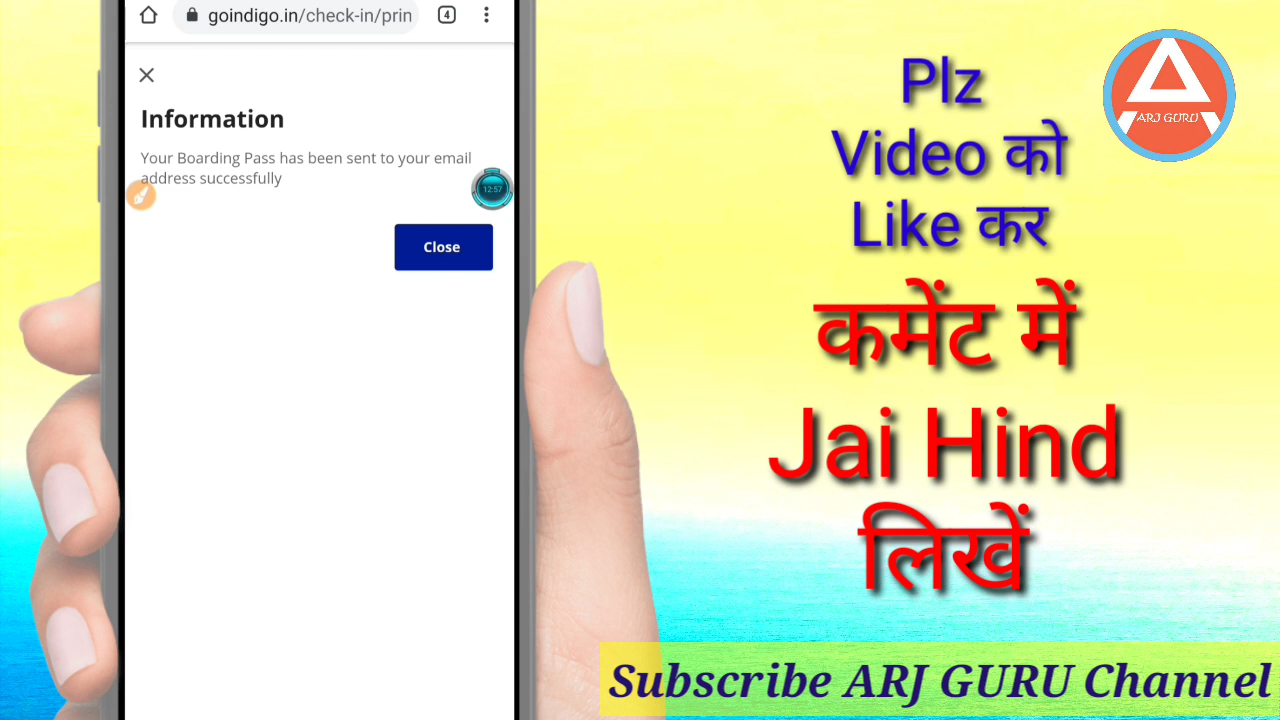 goindigo.in/check-in/prin
4
Information
Your Boarding Pass has been sent to your email
address successfully
12:57
Close
Plz
Video को
Like कर
कमेंट में
Jai Hind
लिखें
ARJ GURU
Subscribe ARJ GURU Channel